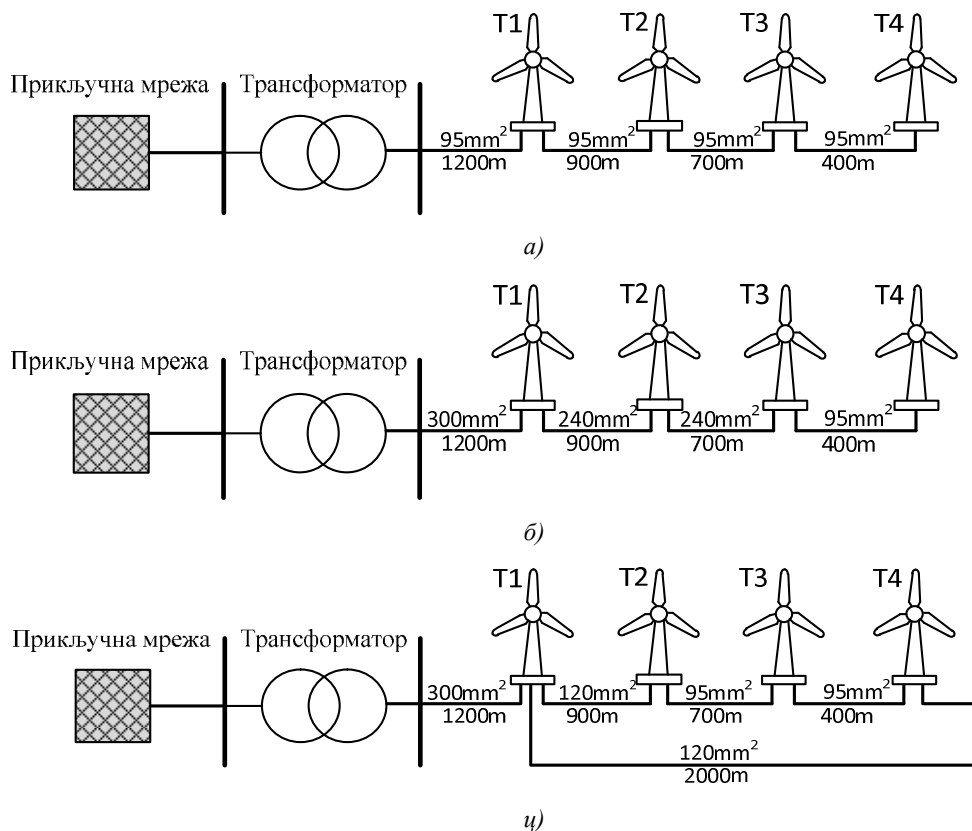 T1 T2 T3 T4
Прикључна мрежа Трансформатор
95mm² 95mm² 95mm² 95mm²
1200m 900m 700m 400m
а)
T1 T2 T3 T4
Прикључна мрежа Трансформатор
300mm² 240mm² 240mm² 95mm²
1200m 900m 700m 400m
б)
T1 T2 T3 T4
Прикључна мрежа Трансформатор
300mm² 120mm² 95mm² 95mm²
1200m 900m 700m 400m
120mm²
2000m
ц)